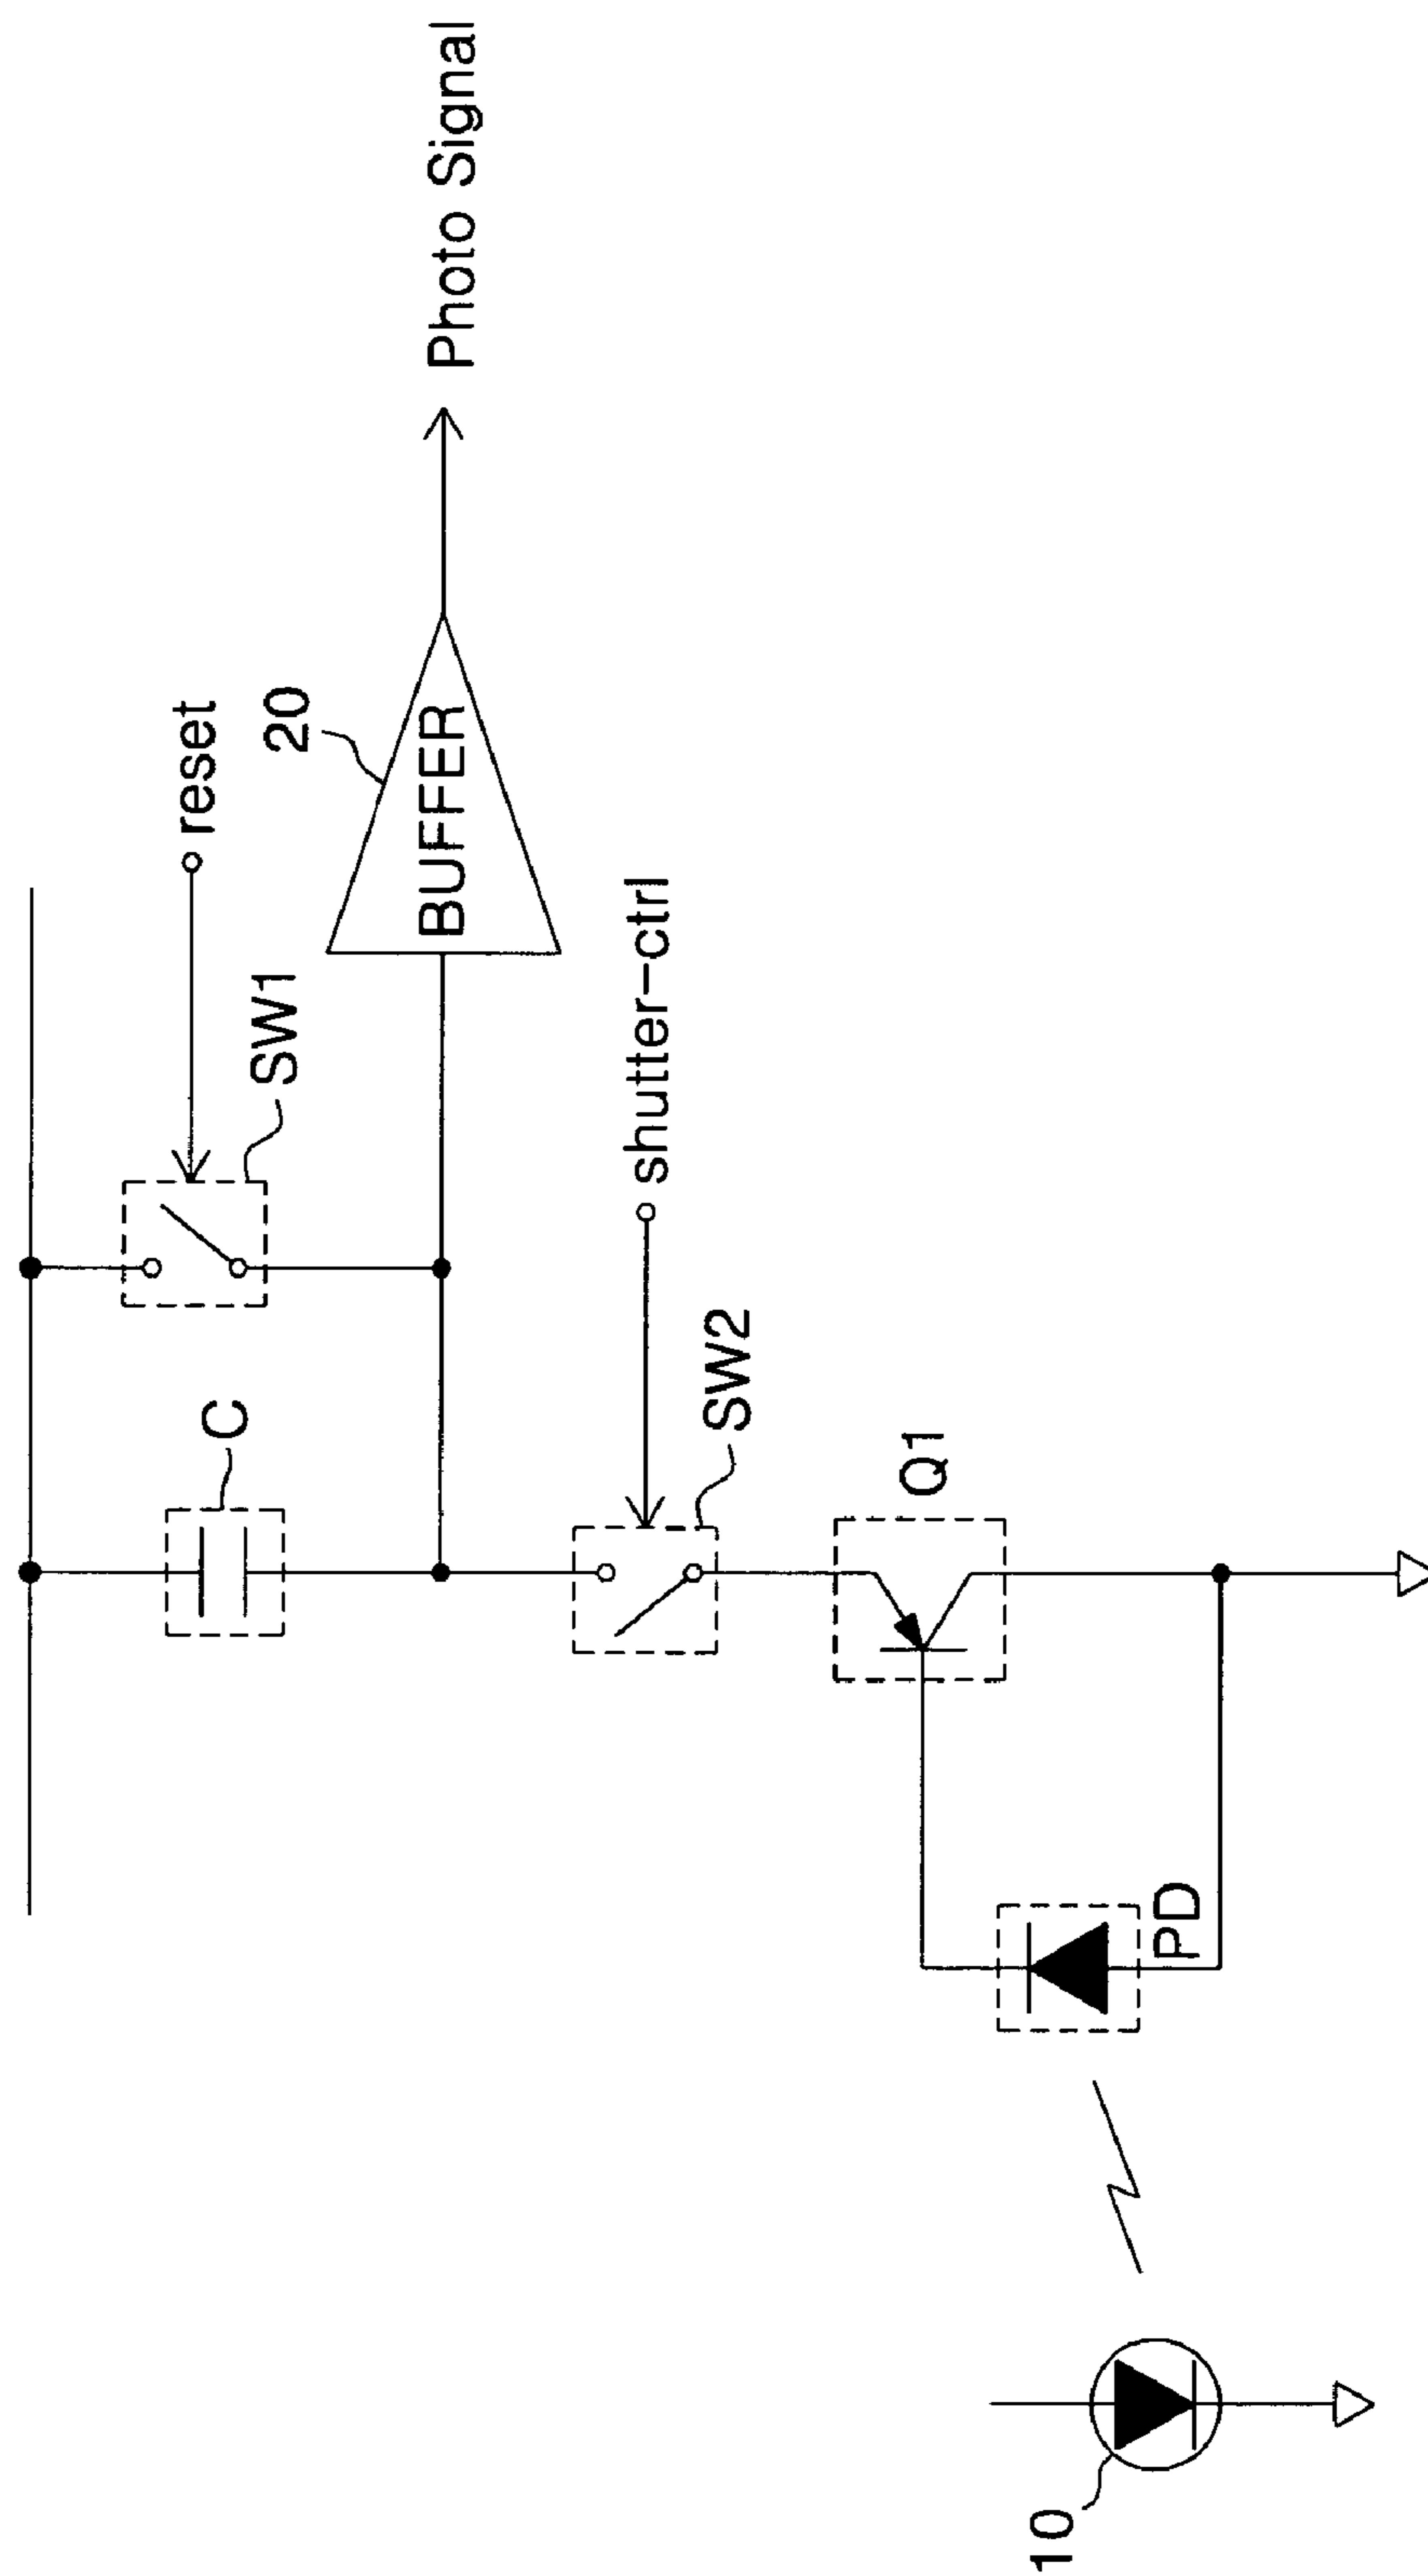 C
reset
SW1
20
BUFFER
Photo Signal
shutter-ctrl
SW2
Q1
PD
10